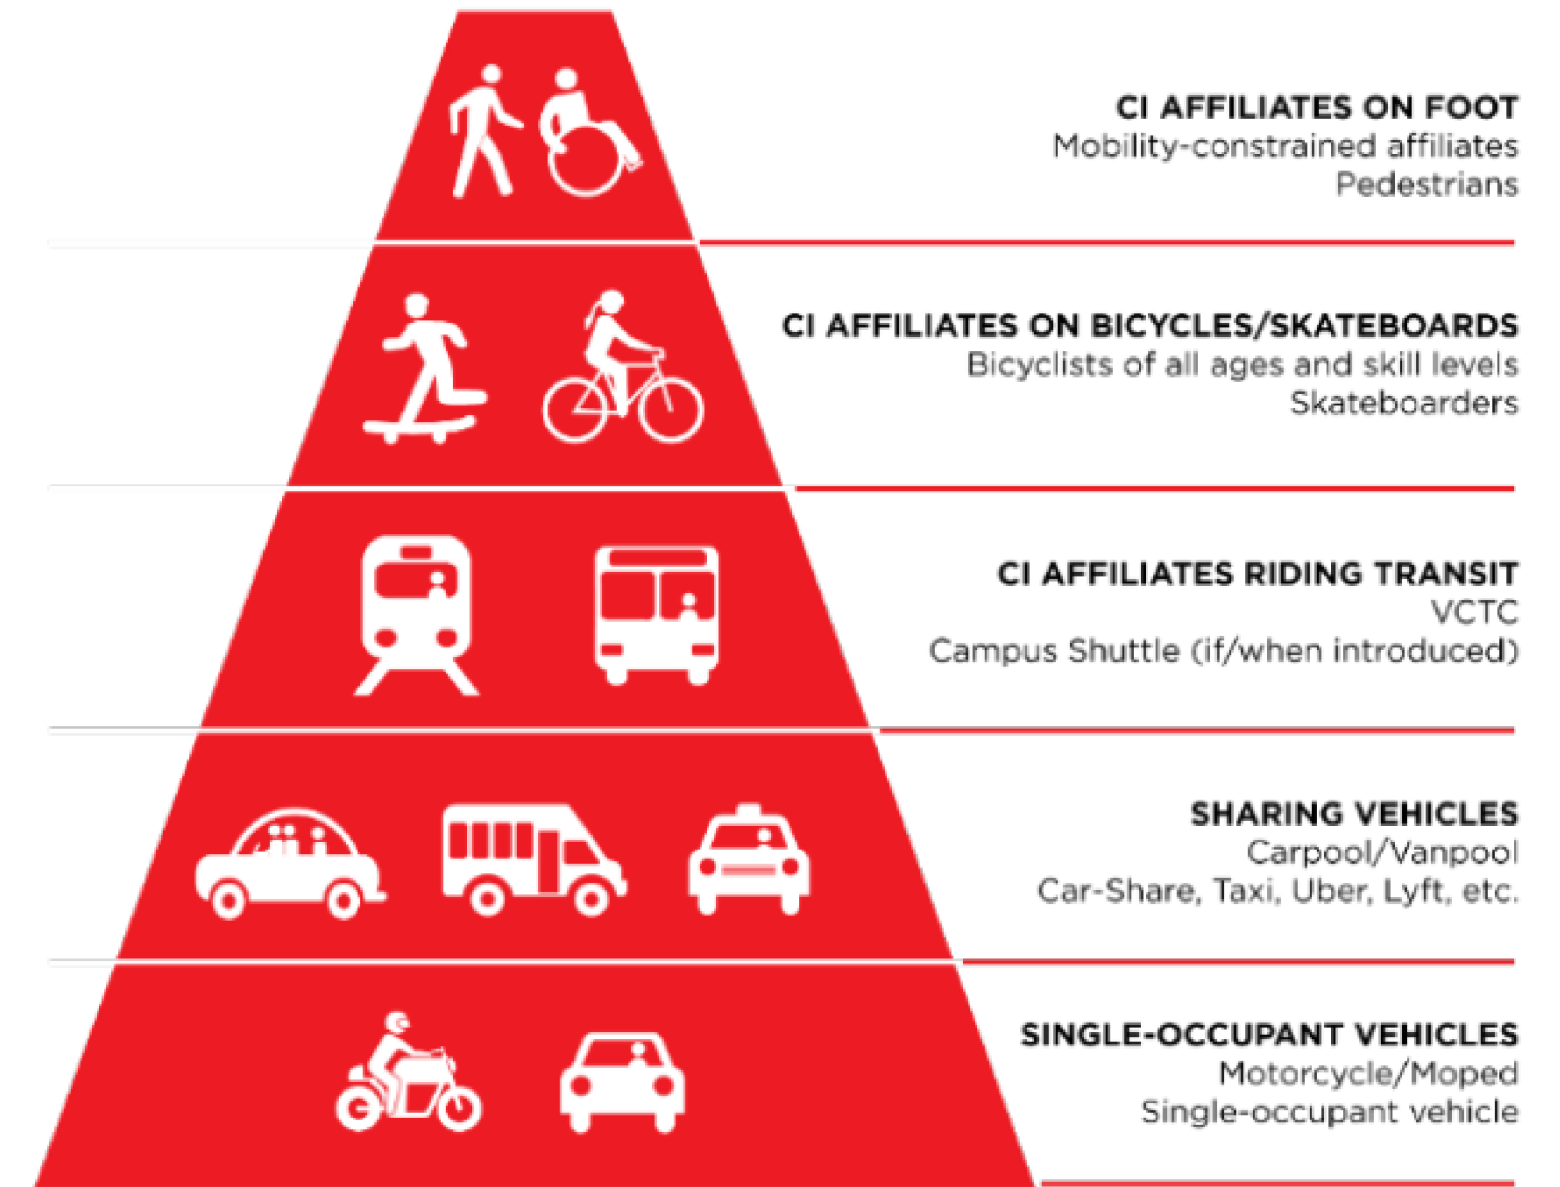 CI AFFILIATES ON FOOT
Mobility-constrained affiliates
Pedestrians
CI AFFILIATES ON BICYCLES/SKATEBOARDS
Bicyclists of all ages and skill levels
Skateboarders
CI AFFILIATES RIDING TRANSIT
VCTC
Campus Shuttle (if/when introduced)
SHARING VEHICLES
Carpool/Vanpool
Car-Share, Taxi, Uber, Lyft, etc.
SINGLE-OCCUPANT VEHICLES
Motorcycle/Moped
Single-occupant vehicle